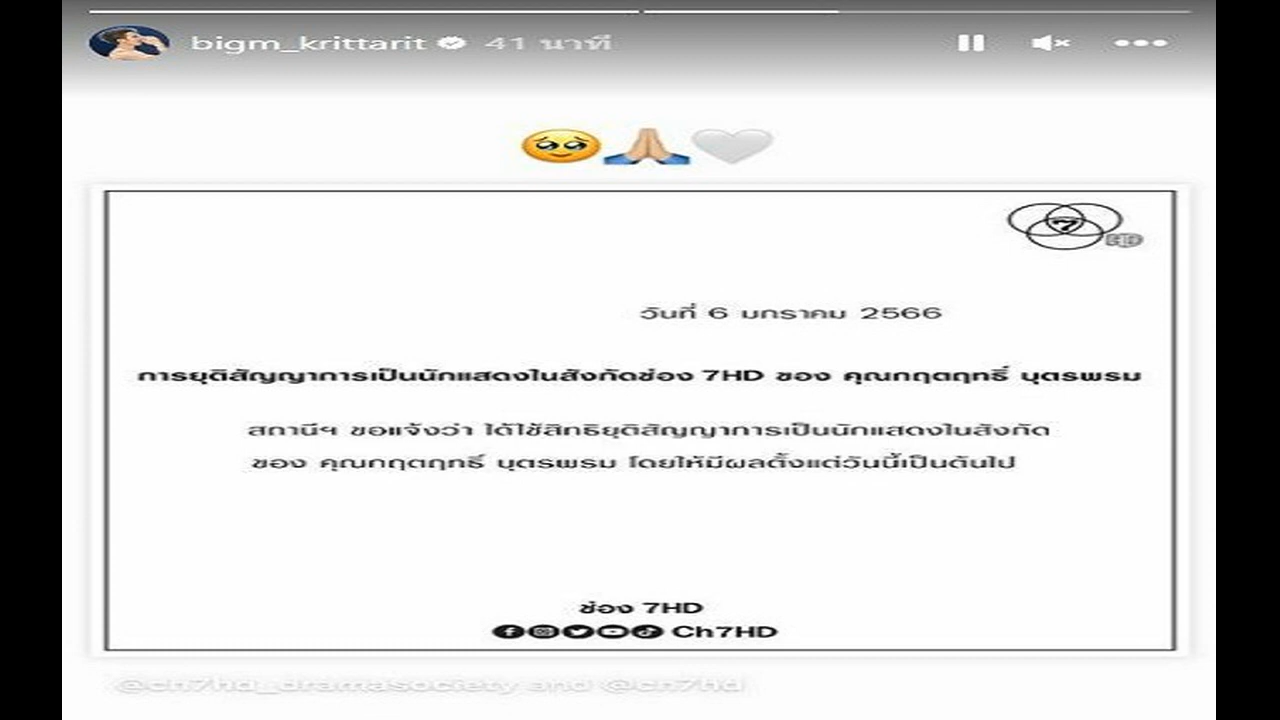 bigm_krittarit 41 นาที
🥹🙏🏼🤍
7 HD
วันที่ 6 มกราคม 2566
การยุติสัญญาการเป็นนักแสดงในสังกัดช่อง 7HD ของ คุณกฤตฤทธิ์ บุตรพรม
สถานีฯ ขอแจ้งว่า ได้ใช้สิทธิยุติสัญญาการเป็นนักแสดงในสังกัด
ของ คุณกฤตฤทธิ์ บุตรพรม โดยให้มีผลตั้งแต่วันนี้เป็นต้นไป
ช่อง 7HD
Ch7HD
@ch7hd_dramasociety and @ch7hd